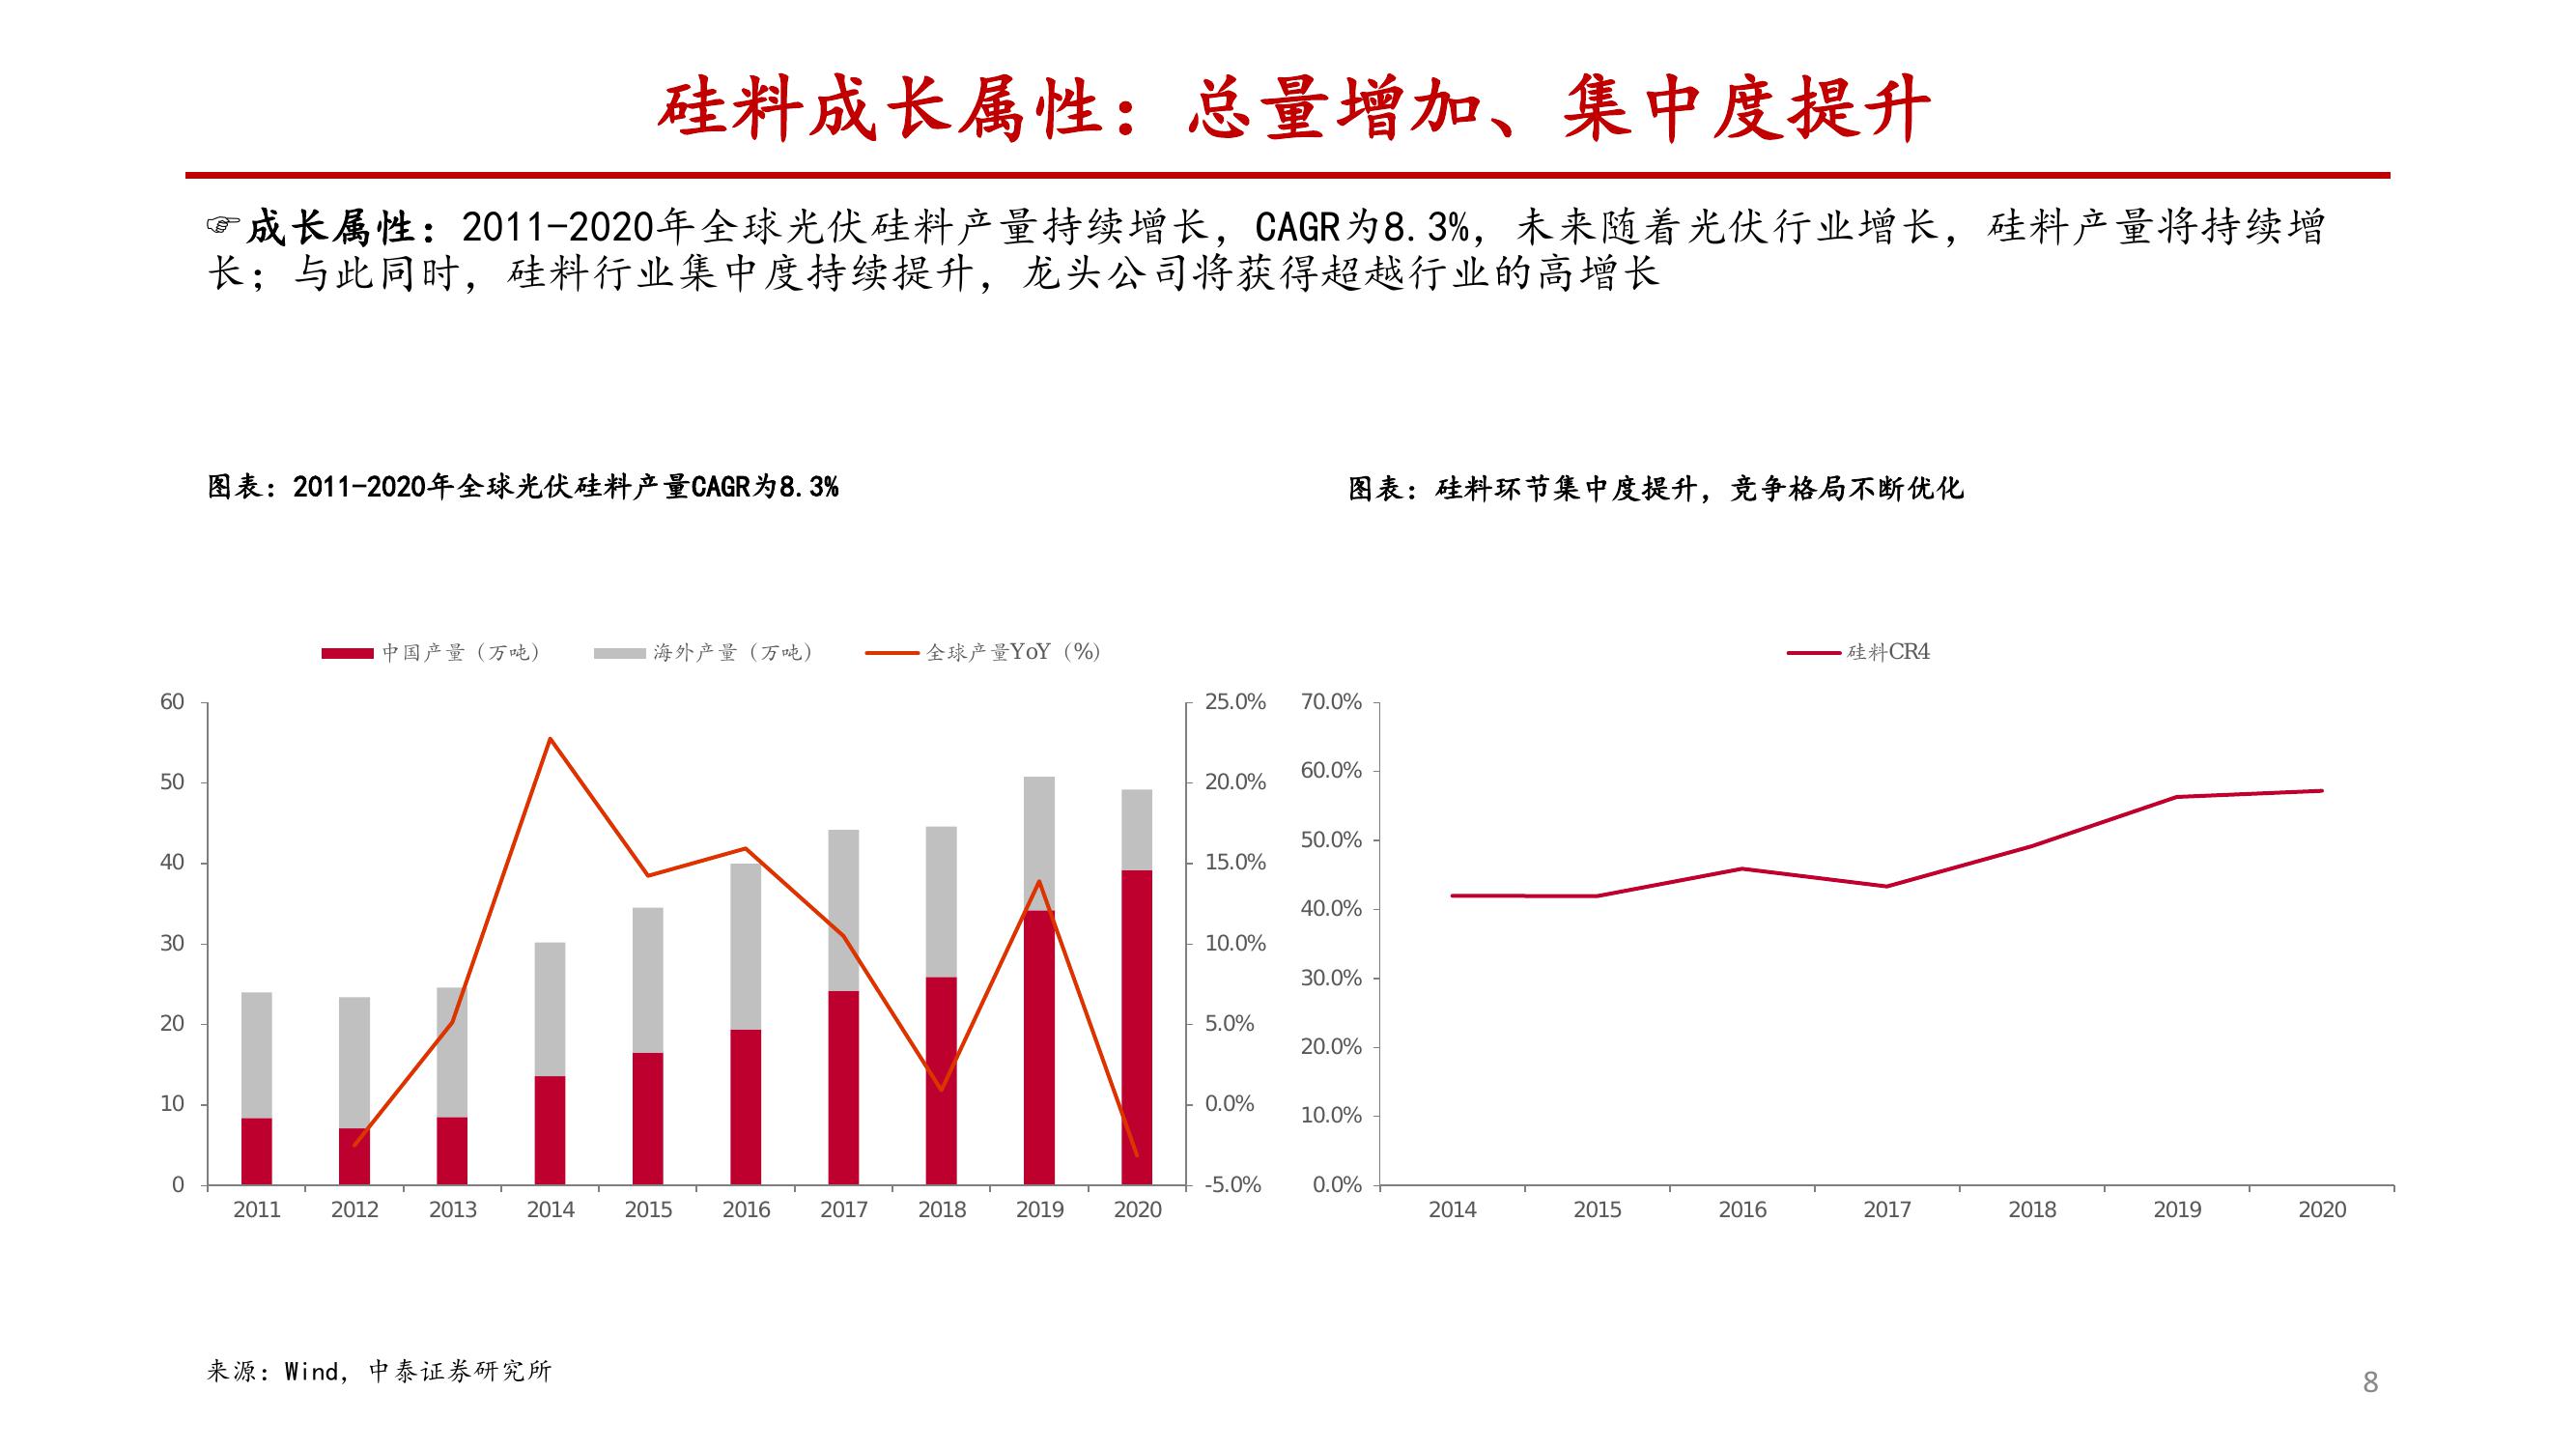 硅料成长属性：总量增加、集中度提升
☞成长属性：2011-2020年全球光伏硅料产量持续增长，CAGR为8.3%，未来随着光伏行业增长，硅料产量将持续增
长；与此同时，硅料行业集中度持续提升，龙头公司将获得超越行业的高增长
图表：2011-2020年全球光伏硅料产量CAGR为8.3%
中国产量（万吨） 海外产量（万吨） 全球产量YoY（%）
60
50
40
30
20
10
0
25.0%
20.0%
15.0%
10.0%
5.0%
0.0%
-5.0%
2011 2012 2013 2014 2015 2016 2017 2018 2019 2020
图表：硅料环节集中度提升，竞争格局不断优化
硅料CR4
70.0%
60.0%
50.0%
40.0%
30.0%
20.0%
10.0%
0.0%
2014 2015 2016 2017 2018 2019 2020
来源：Wind，中泰证券研究所
8